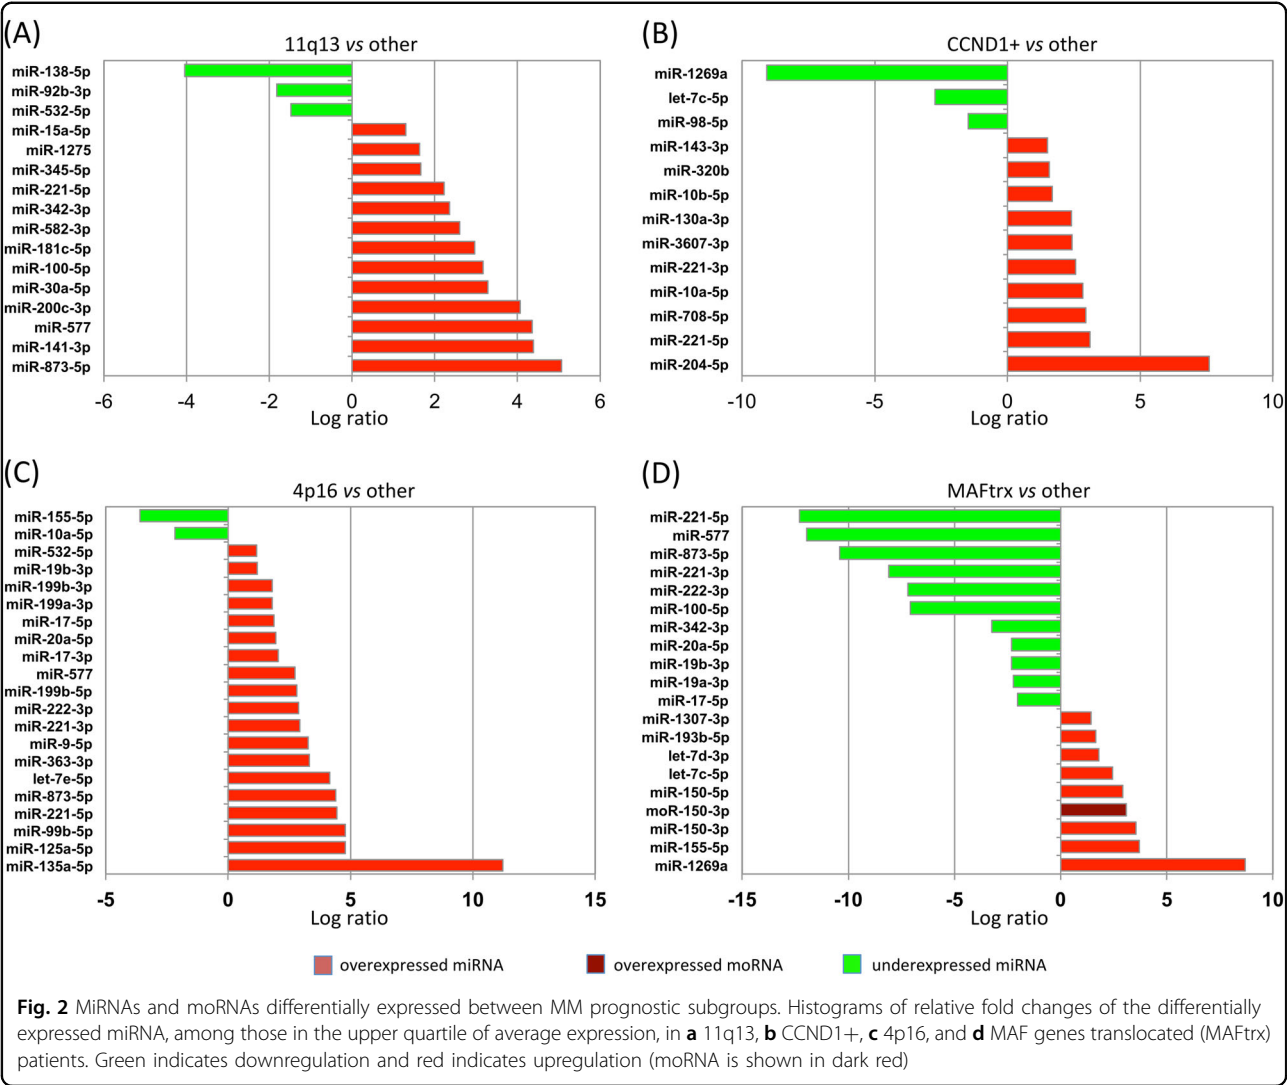 (A)
11q13 vs other
miR-138-5p
miR-92b-3p
miR-532-5p
miR-15a-5p
miR-1275
miR-345-5p
miR-221-5p
miR-342-3p
miR-582-3p
miR-181c-5p
miR-100-5p
miR-30a-5p
miR-200c-3p
miR-577
miR-141-3p
miR-873-5p
-6 -4 -2 0 2 4 6
Log ratio
(B)
CCND1+ vs other
miR-1269a
let-7c-5p
miR-98-5p
miR-143-3p
miR-320b
miR-10b-5p
miR-130a-3p
miR-3607-3p
miR-221-3p
miR-10a-5p
miR-708-5p
miR-221-5p
miR-204-5p
-10 -5 0 5 10
Log ratio
(C)
4p16 vs other
miR-155-5p
miR-10a-5p
miR-532-5p
miR-19b-3p
miR-199b-3p
miR-199a-3p
miR-17-5p
miR-20a-5p
miR-17-3p
miR-577
miR-199b-5p
miR-222-3p
miR-221-3p
miR-9-5p
miR-363-3p
let-7e-5p
miR-873-5p
miR-221-5p
miR-99b-5p
miR-125a-5p
miR-135a-5p
-5 0 5 10 15
Log ratio
(D)
MAFtrx vs other
miR-221-5p
miR-577
miR-873-5p
miR-221-3p
miR-222-3p
miR-100-5p
miR-342-3p
miR-20a-5p
miR-19b-3p
miR-19a-3p
miR-17-5p
miR-1307-3p
miR-193b-5p
let-7d-3p
let-7c-5p
miR-150-5p
moR-150-3p
miR-150-3p
miR-155-5p
miR-1269a
-15 -10 -5 0 5 10
Log ratio
overexpressed miRNA overexpressed moRNA underexpressed miRNA
Fig. 2 MiRNAs and moRNAs differentially expressed between MM prognostic subgroups. Histograms of relative fold changes of the differentially
expressed miRNA, among those in the upper quartile of average expression, in a 11q13, b CCND1+, c 4p16, and d MAF genes translocated (MAFtrx)
patients. Green indicates downregulation and red indicates upregulation (moRNA is shown in dark red)